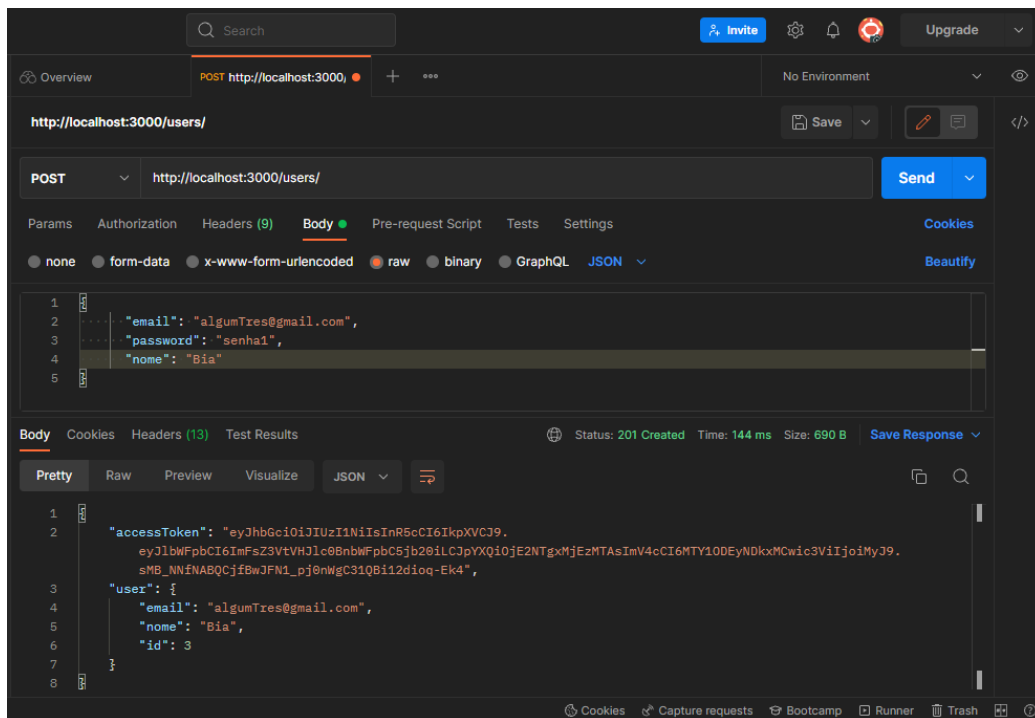 Search
Invite
Upgrade
Overview
POST http://localhost:3000/
No Environment
http://localhost:3000/users/
Save
POST
http://localhost:3000/users/
Send
Params Authorization Headers (9) Body Pre-request Script Tests Settings Cookies
none form-data x-www-form-urlencoded raw binary GraphQL JSON Beautify
1 {
2 "email": "algumTres@gmail.com",
3 "password": "senha1",
4 "nome": "Bia"
5 }
Body Cookies Headers (13) Test Results Status: 201 Created Time: 144 ms Size: 690 B Save Response
Pretty Raw Preview Visualize JSON
1 {
2 "accessToken": "eyJhbGciOiJIUzI1NiIsInR5cCI6IkpXVCJ9.
eyJlbWFpbCI6ImFsZ3VtVHJlc0BnbWFpbC5jb20iLCJpYXQiOjE2NTgxMjEzMTAsImV4cCI6MTY1ODEyNDkxMCwic3ViIjoiMyJ9.
sMB_NNfNABQCjfBwJFN1_pj0nWgC31QBi12dioq-Ek4",
3 "user": {
4 "email": "algumTres@gmail.com",
5 "nome": "Bia",
6 "id": 3
7 }
8 }
Cookies Capture requests Bootcamp Runner Trash